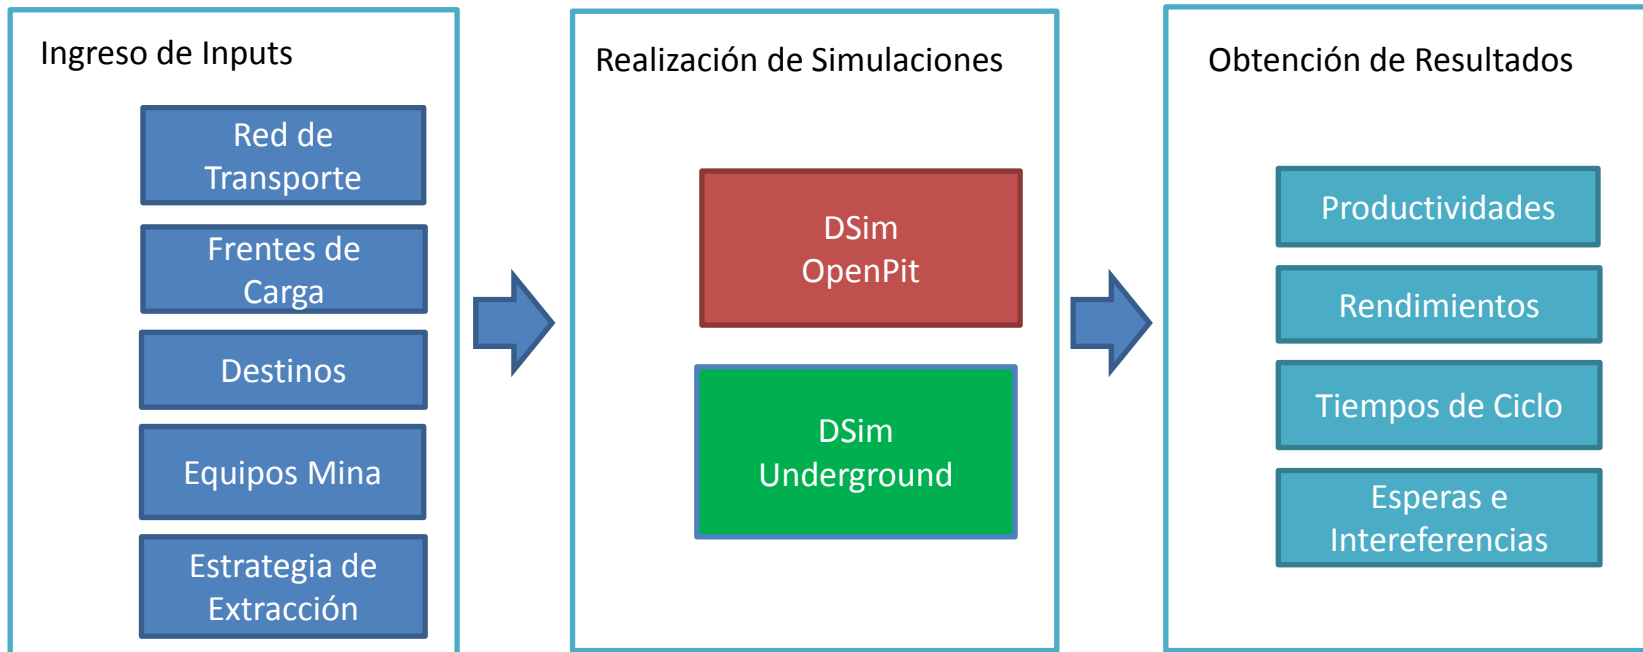 Ingreso de Inputs
Red de
Transporte
Frentes de
Carga
Destinos
Equipos Mina
Estrategia de
Extracción
Realización de Simulaciones
DSim
OpenPit
DSim
Underground
Obtención de Resultados
Productividades
Rendimientos
Tiempos de Ciclo
Esperas e
Intereferencias